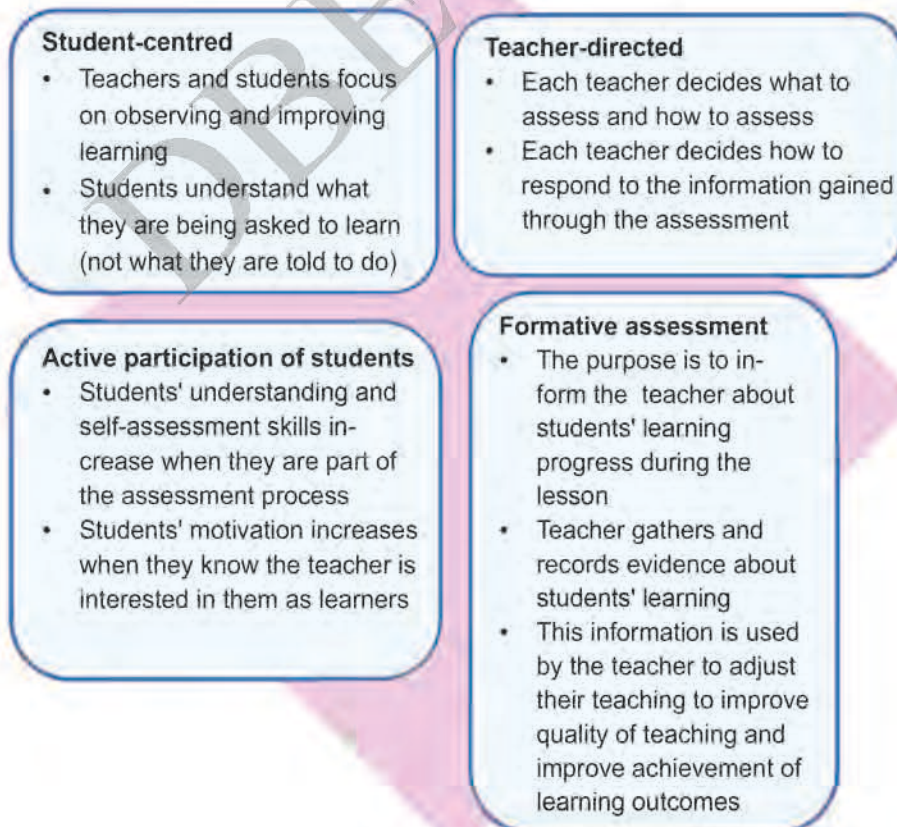 Student-centred
• Teachers and students focus
on observing and improving
learning
• Students understand what
they are being asked to learn
(not what they are told to do)
Teacher-directed
• Each teacher decides what to
assess and how to assess
• Each teacher decides how to
respond to the information gained
through the assessment
Active participation of students
• Students' understanding and
self-assessment skills in-
crease when they are part of
the assessment process
• Students' motivation increases
when they know the teacher is
interested in them as learners
Formative assessment
• The purpose is to in-
form the teacher about
students' learning
progress during the
lesson
• Teacher gathers and
records evidence about
students' learning
• This information is used
by the teacher to adjust
their teaching to improve
quality of teaching and
improve achievement of
learning outcomes